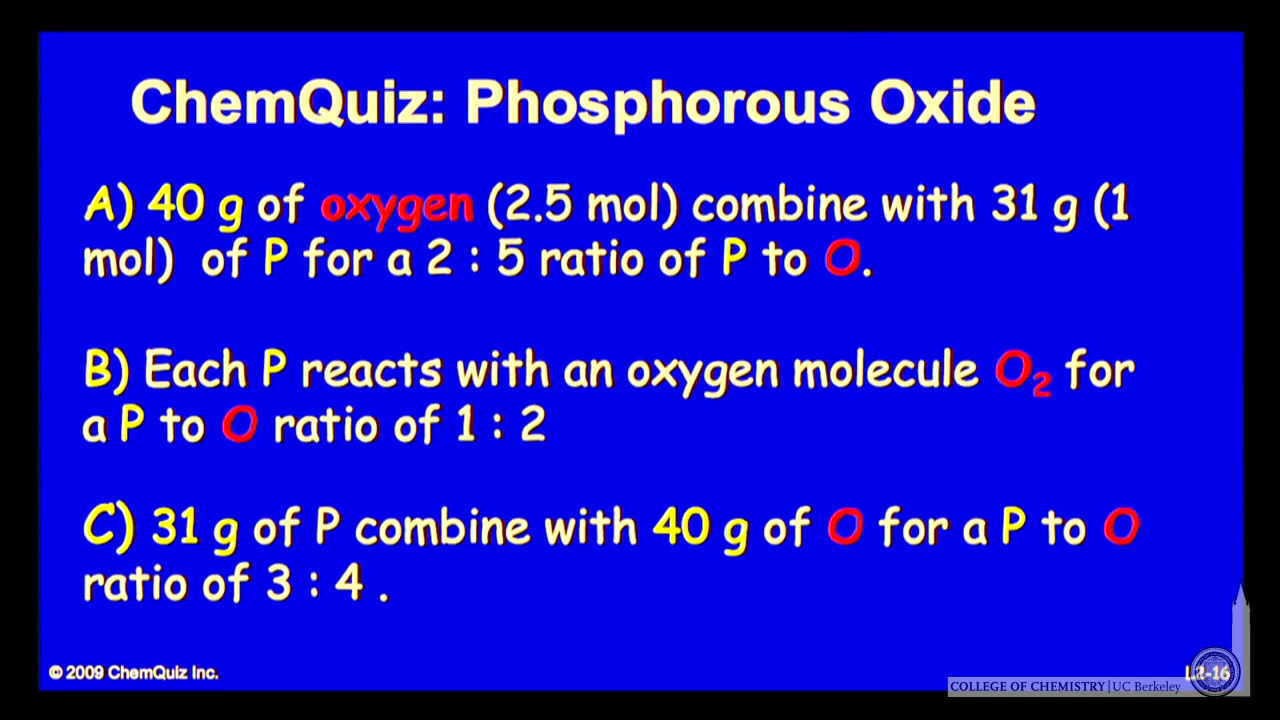 ChemQuiz: Phosphorous Oxide
A) 40 g of oxygen (2.5 mol) combine with 31 g (1
mol) of P for a 2 : 5 ratio of P to O.
B) Each P reacts with an oxygen molecule O₂ for
a P to O ratio of 1 : 2
C) 31 g of P combine with 40 g of O for a P to O
ratio of 3 : 4 .
© 2009 ChemQuiz Inc.
L2-16
COLLEGE OF CHEMISTRY | UC Berkeley